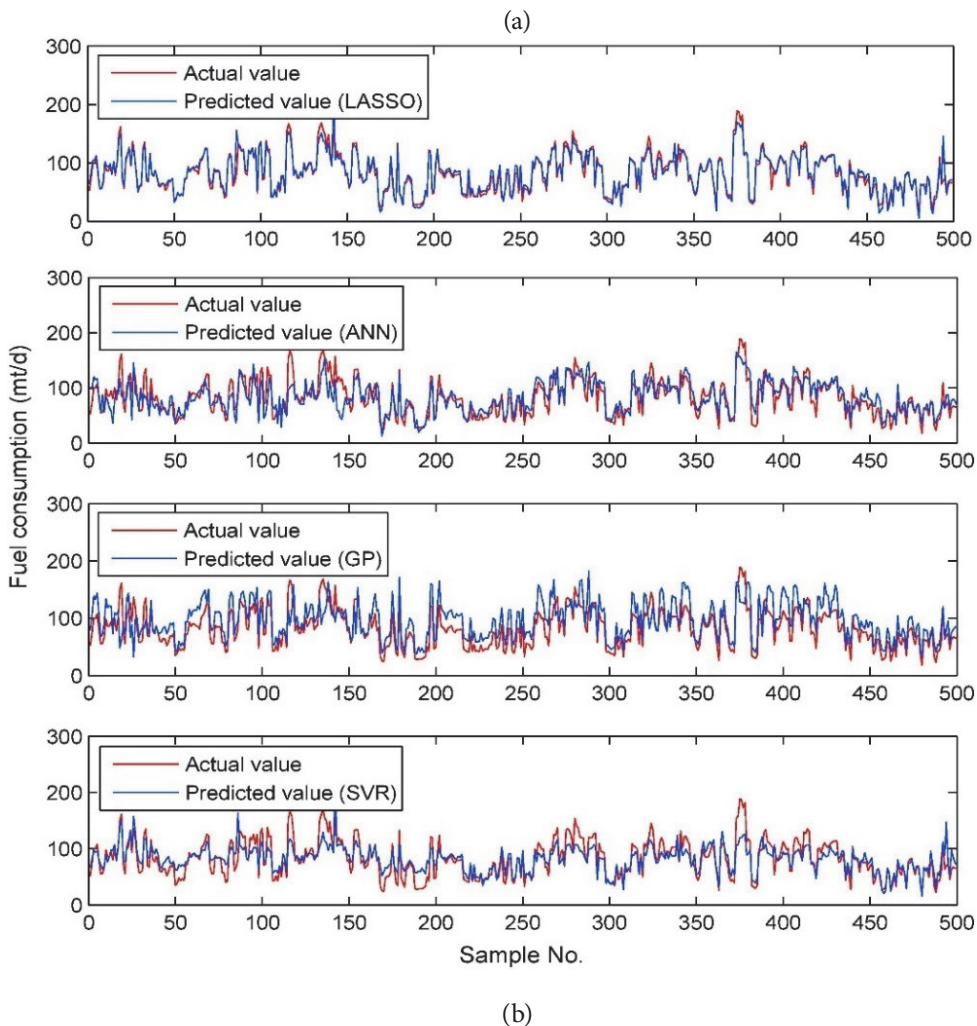 (a)
300
200
100
0
Actual value
Predicted value (LASSO)
0 50 100 150 200 250 300 350 400 450 500
300
200
100
0
Actual value
Predicted value (ANN)
0 50 100 150 200 250 300 350 400 450 500
Fuel consumption (mt/d)
300
200
100
0
Actual value
Predicted value (GP)
0 50 100 150 200 250 300 350 400 450 500
300
200
100
0
Actual value
Predicted value (SVR)
0 50 100 150 200 250 300 350 400 450 500
Sample No.
(b)